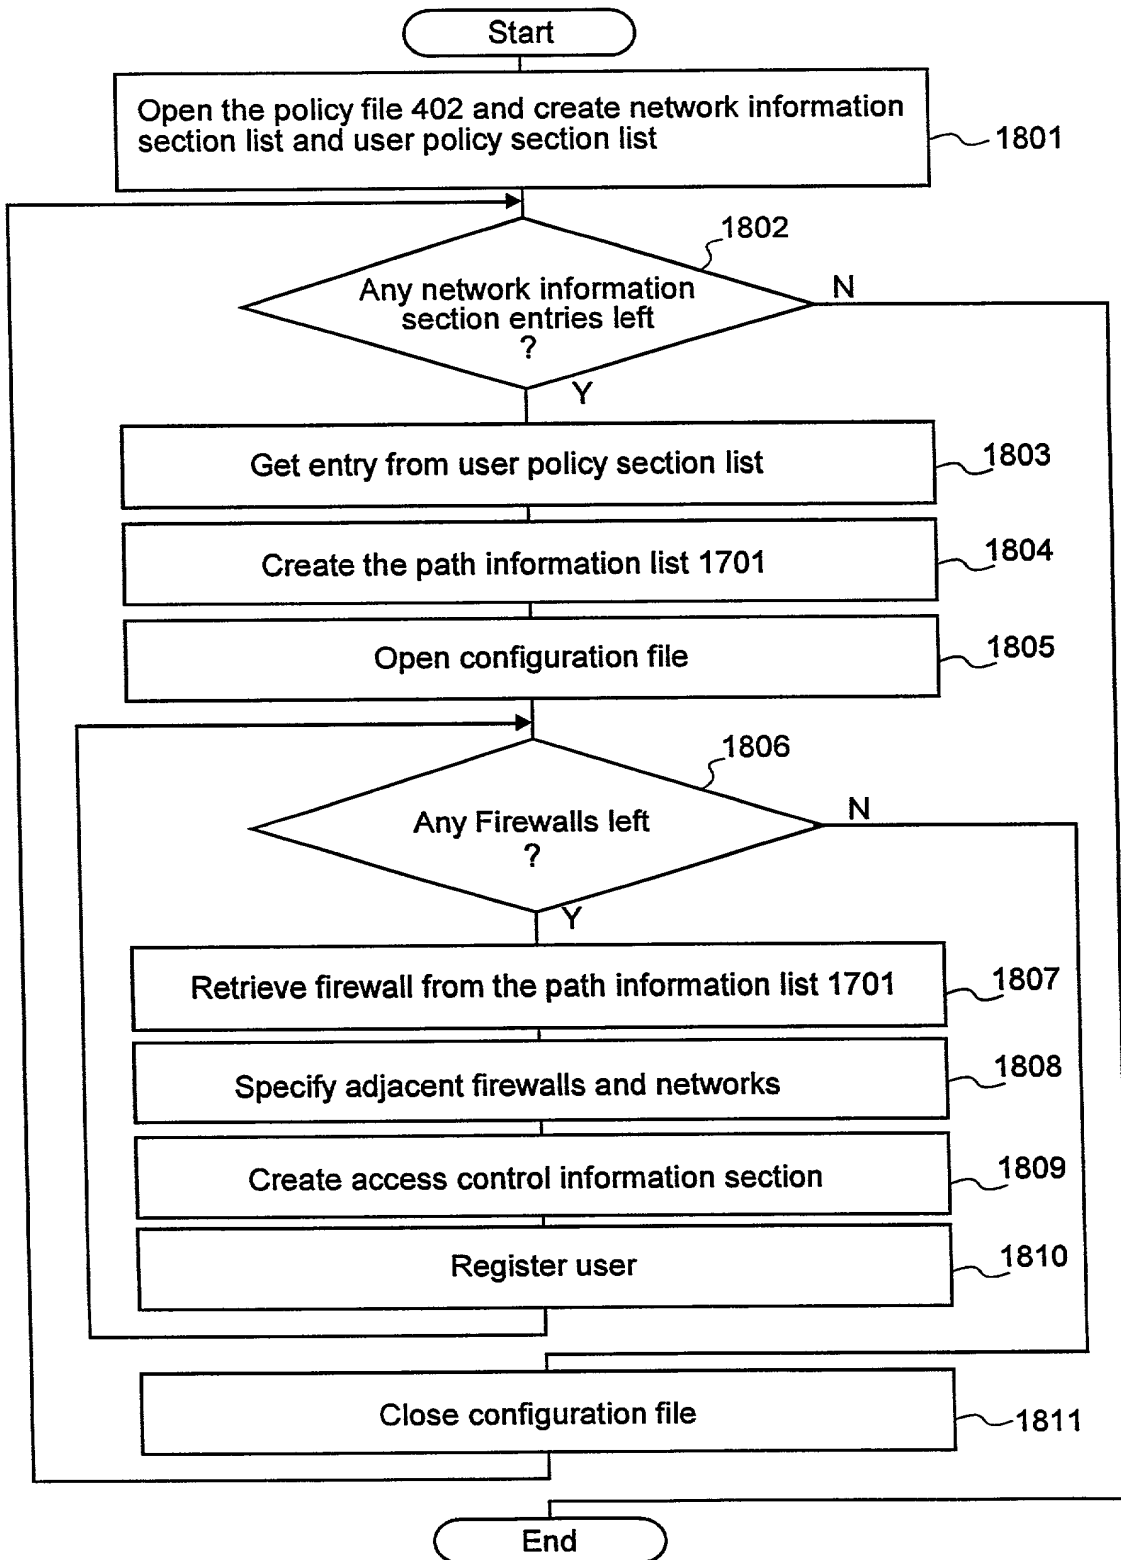 Start
Open the policy file 402 and create network information
section list and user policy section list
1801
1802
Any network information
section entries left
?
N
Y
Get entry from user policy section list
1803
Create the path information list 1701
1804
Open configuration file
1805
1806
Any Firewalls left
?
N
Y
Retrieve firewall from the path information list 1701
1807
Specify adjacent firewalls and networks
1808
Create access control information section
1809
Register user
1810
Close configuration file
1811
End